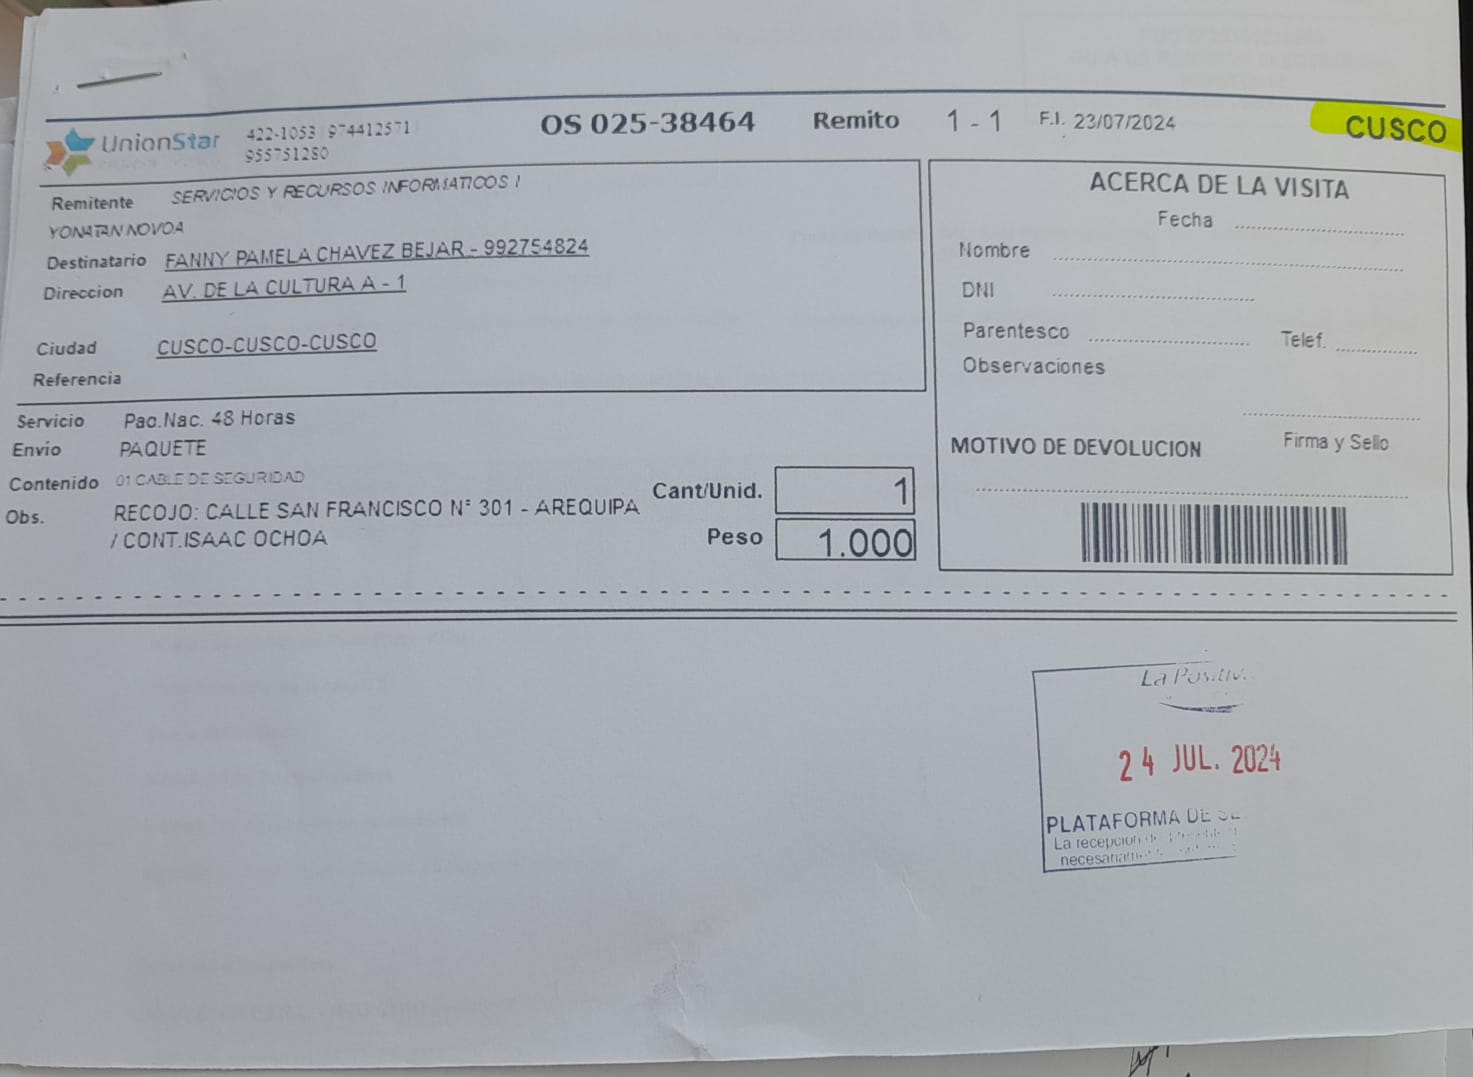 UnionStar
422-1053 974412571
955751280
OS 025-38464 Remito 1 - 1 F.I. 23/07/2024
CUSCO
Remitente SERVICIOS Y RECURSOS INFORMATICOS I
YONATAN NOVOA
Destinatario FANNY PAMELA CHAVEZ BEJAR - 992754824
Direccion AV. DE LA CULTURA A - 1
Ciudad CUSCO-CUSCO-CUSCO
Referencia
Servicio Paq.Nac. 48 Horas
Envio PAQUETE
Contenido 01 CABLE DE SEGURIDAD
Obs. RECOJO: CALLE SAN FRANCISCO N° 301 - AREQUIPA
/ CONT.ISAAC OCHOA
Cant/Unid. 1
Peso 1.000
ACERCA DE LA VISITA
Fecha
Nombre
DNI
Parentesco Telef.
Observaciones
Firma y Sello
MOTIVO DE DEVOLUCION
La Positiv
24 JUL. 2024
PLATAFORMA DE
La recepcion